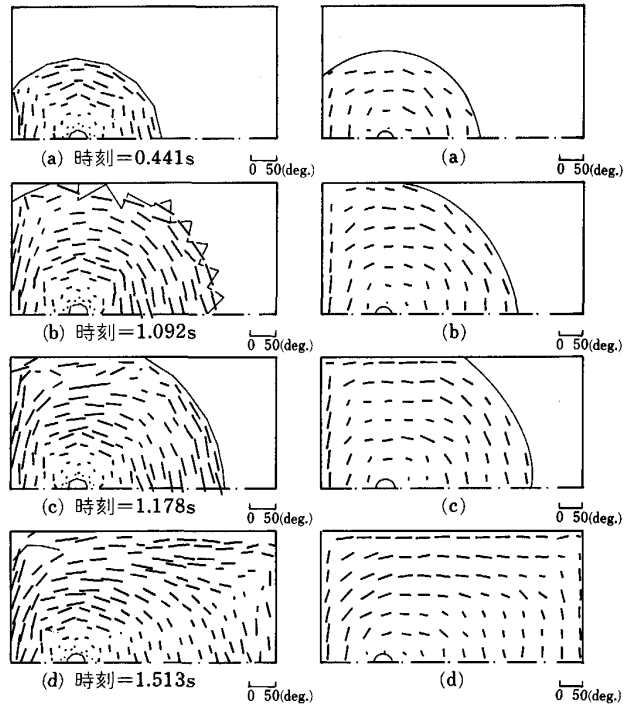 (a) 時刻=0.441s
0 50(deg.)
(a)
0 50(deg.)
(b) 時刻=1.092s
0 50(deg.)
(b)
0 50(deg.)
(c) 時刻=1.178s
0 50(deg.)
(c)
0 50(deg.)
(d) 時刻=1.513s
0 50(deg.)
(d)
0 50(deg.)